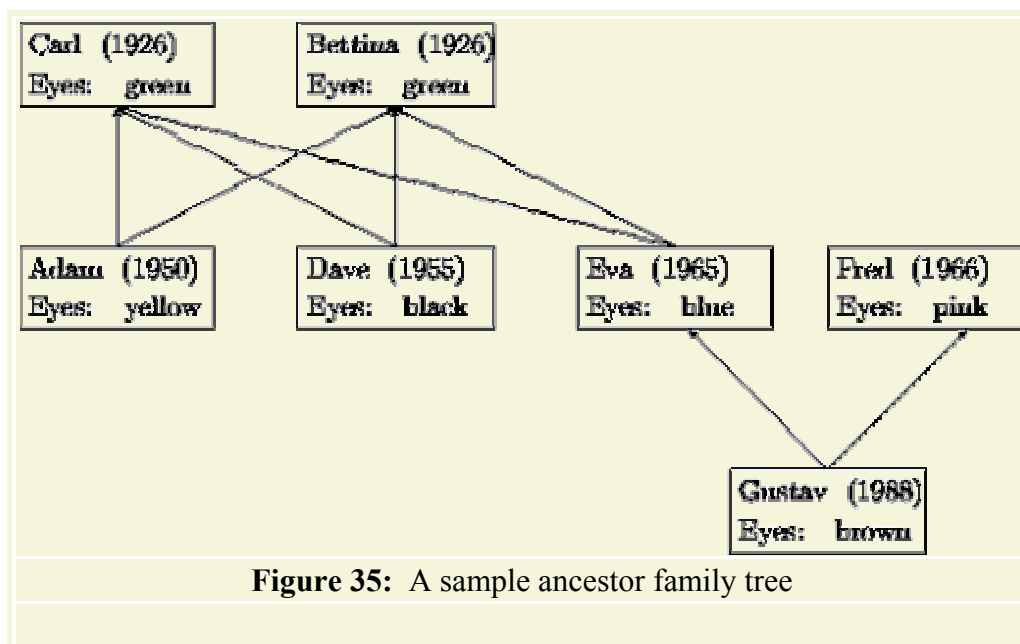 Carl (1926)
Eyes: green
Bettina (1926)
Eyes: green
Adam (1950)
Eyes: yellow
Dave (1955)
Eyes: black
Eva (1965)
Eyes: blue
Fred (1966)
Eyes: pink
Gustav (1988)
Eyes: brown
Figure 35: A sample ancestor family tree